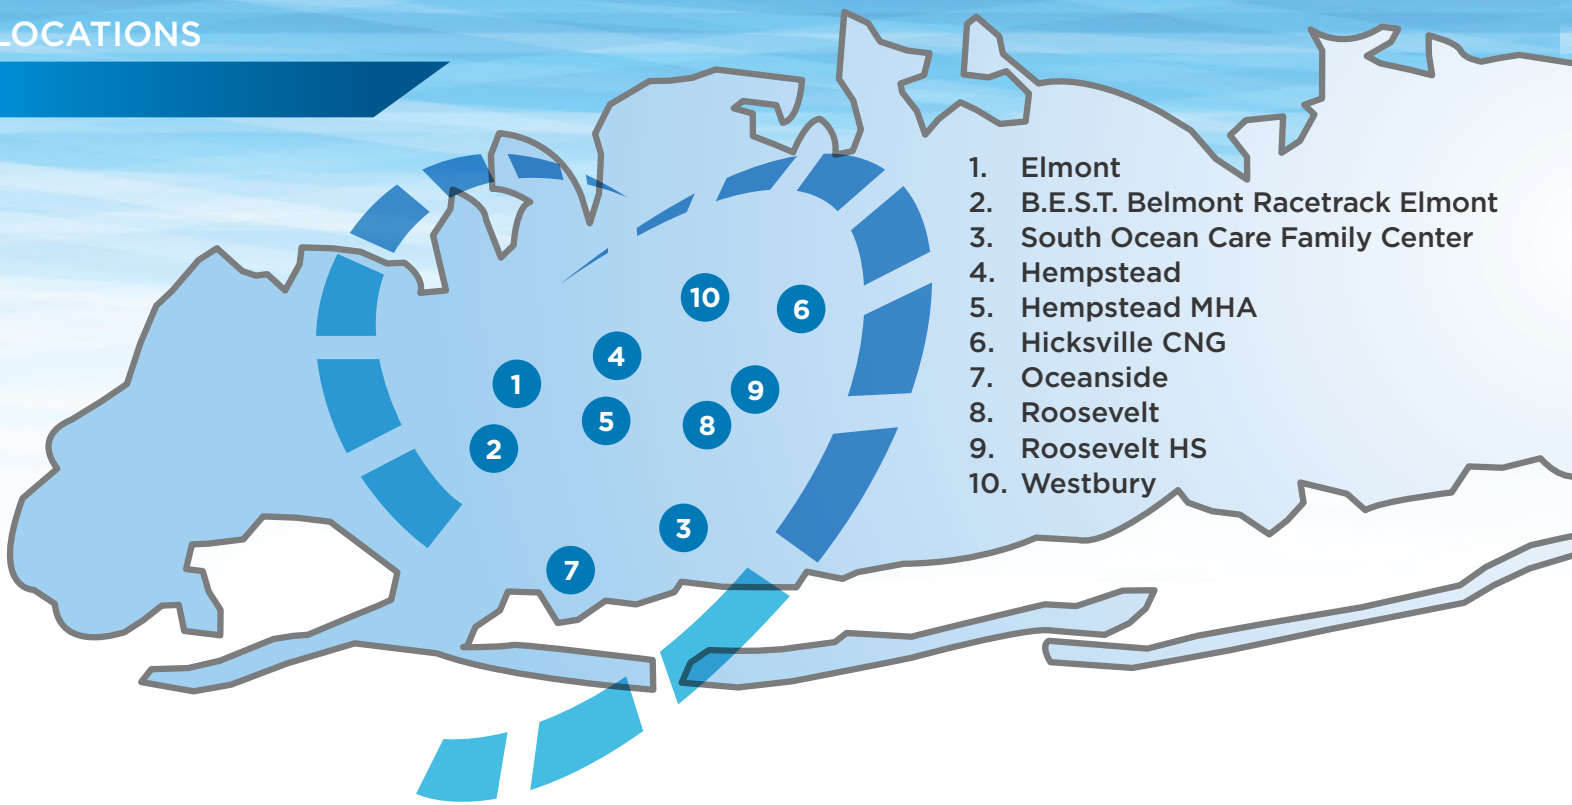 LOCATIONS
1. Elmont
2. B.E.S.T. Belmont Racetrack Elmont
3. South Ocean Care Family Center
4. Hempstead
5. Hempstead MHA
6. Hicksville CNG
7. Oceanside
8. Roosevelt
9. Roosevelt HS
10. Westbury
10
6
4
1
9
5
8
2
3
7